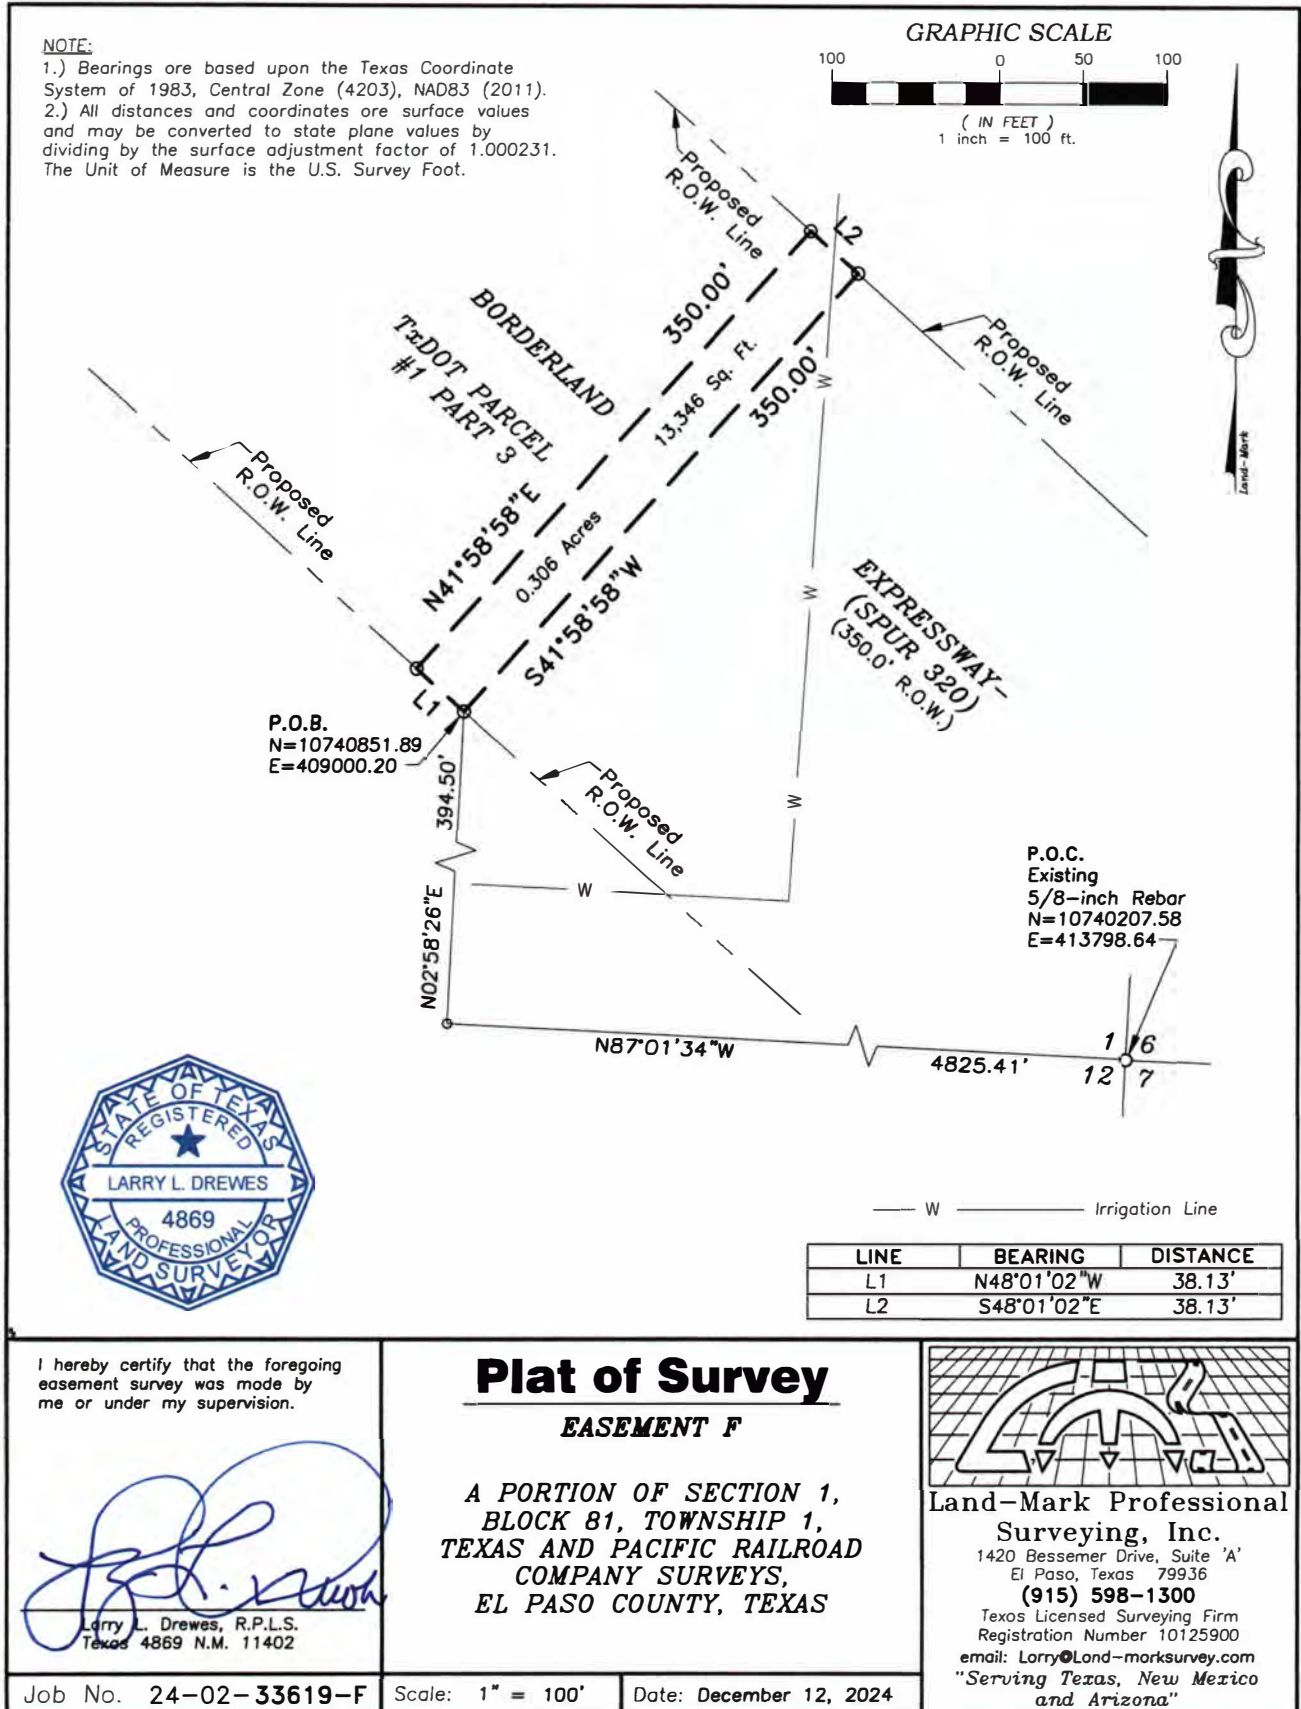 NOTE:
1.) Bearings ore based upon the Texas Coordinate
System of 1983, Central Zone (4203), NAD83 (2011).
2.) All distances and coordinates ore surface values
and may be converted to state plane values by
dividing by the surface adjustment factor of 1.000231.
The Unit of Measure is the U.S. Survey Foot.
GRAPHIC SCALE
100 0 50 100
( IN FEET )
1 inch = 100 ft.
Land-Mark
Proposed
R.O.W. Line
L2
BORDERLAND
TxDOT PARCEL
#1 PART 3
350.00'
13,346 Sq. Ft.
350.00'
W
Proposed
R.O.W. Line
Proposed
R.O.W. Line
N41°58'58"E
0.306 Acres
S41°58'58"W
W
EXPRESSWAY-
(SPUR 320)
(350.0' R.O.W.)
L1
P.O.B.
N=10740851.89
E=409000.20
394.50'
N02°58'26"E
Proposed
R.O.W. Line
W
W
P.O.C.
Existing
5/8-inch Rebar
N=10740207.58
E=413798.64
N87°01'34"W
4825.41'
1 6
12 7
STATE OF TEXAS
REGISTERED
LARRY L. DREWES
4869
PROFESSIONAL
LAND SURVEYOR
W Irrigation Line
LINE BEARING DISTANCE
L1 N48°01'02"W 38.13'
L2 S48°01'02"E 38.13'
I hereby certify that the foregoing
easement survey was mode by
me or under my supervision.
Larry L. Drewes, R.P.L.S.
Texas 4869 N.M. 11402
Plat of Survey
EASEMENT F
A PORTION OF SECTION 1,
BLOCK 81, TOWNSHIP 1,
TEXAS AND PACIFIC RAILROAD
COMPANY SURVEYS,
EL PASO COUNTY, TEXAS
Land-Mark Professional
Surveying, Inc.
1420 Bessemer Drive, Suite 'A'
El Paso, Texas 79936
(915) 598-1300
Texos Licensed Surveying Firm
Registration Number 10125900
email: Lorry@Lond-morksurvey.com
"Serving Texas, New Mexico
and Arizona"
Job No. 24-02-33619-F
Scale: 1" = 100'
Date: December 12, 2024